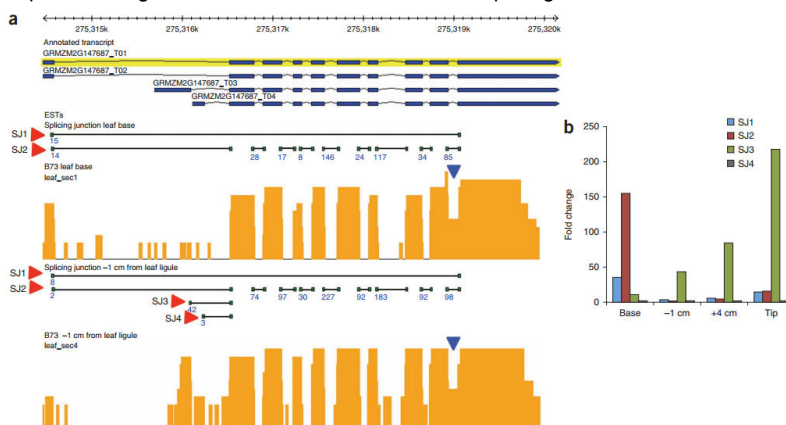 a
275,315k 275,316k 275,317k 275,318k 275,319k 275,320k
Annotated transcript
GRMZM2G147687_T01
GRMZM2G147687_T02
GRMZM2G147687_T03
GRMZM2G147687_T04
ESTs
Splicing junction leaf base
SJ1
15
SJ2
14 28 17 8 146 24 117 34 85
B73 leaf base
leaf_sec1
Splicing junction –1 cm from leaf ligule
SJ1
8
SJ2
2 74 97 30 227 92 183 92 98
SJ3
42
SJ4
3
B73 –1 cm from leaf ligule
leaf_sec4
b
SJ1
SJ2
SJ3
SJ4
Fold change
250
200
150
100
50
0
Base –1 cm +4 cm Tip